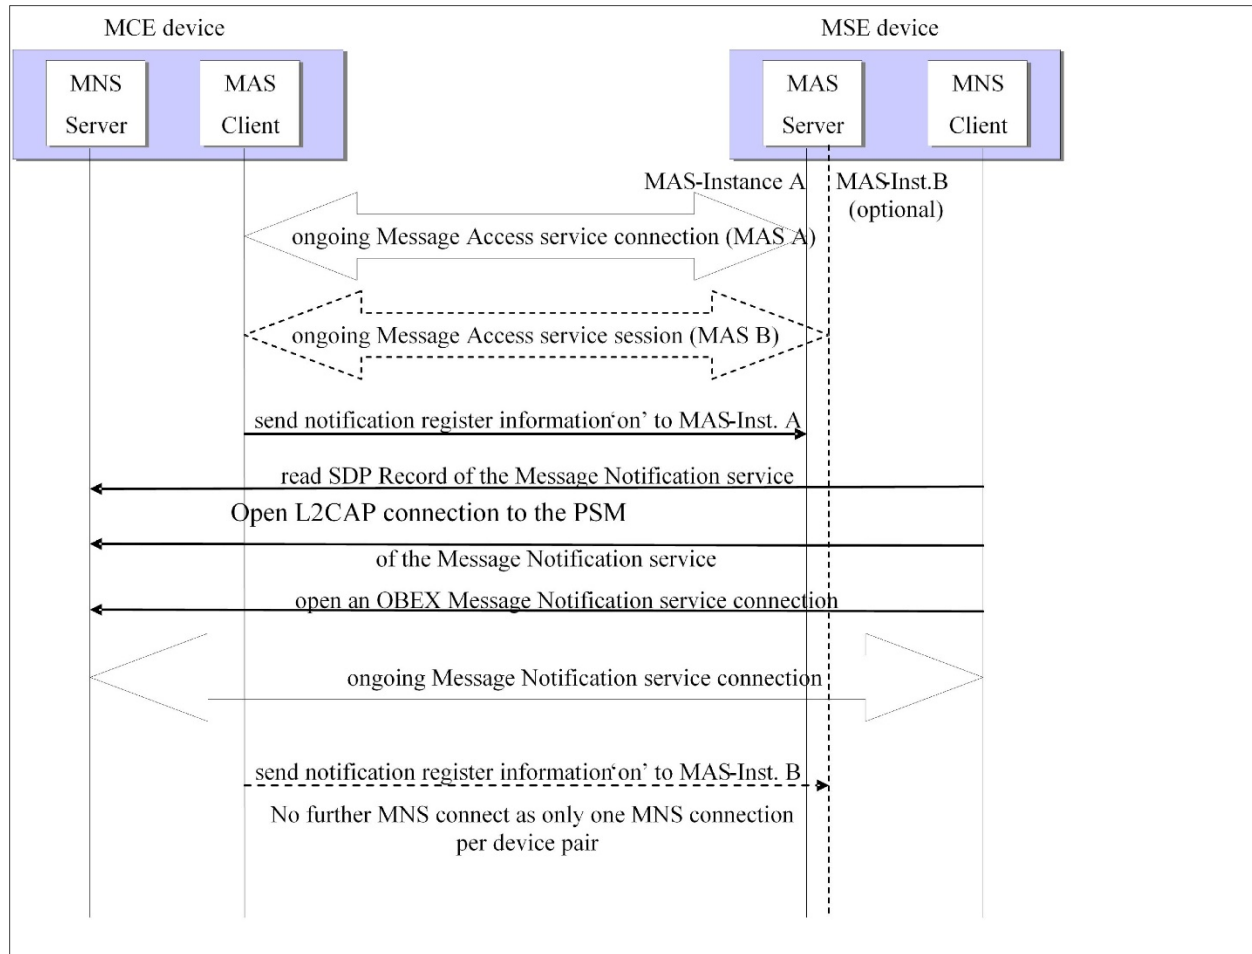 MCE device
MSE device
MNS
Server
MAS
Client
MAS
Server
MNS
Client
MAS-Instance A
MAS-Inst.B
(optional)
ongoing Message Access service connection (MAS A)
ongoing Message Access service session (MAS B)
send notification register information‘on’ to MAS-Inst. A
read SDP Record of the Message Notification service
Open L2CAP connection to the PSM
of the Message Notification service
open an OBEX Message Notification service connection
ongoing Message Notification service connection
send notification register information‘on’ to MAS-Inst. B
No further MNS connect as only one MNS connection
per device pair